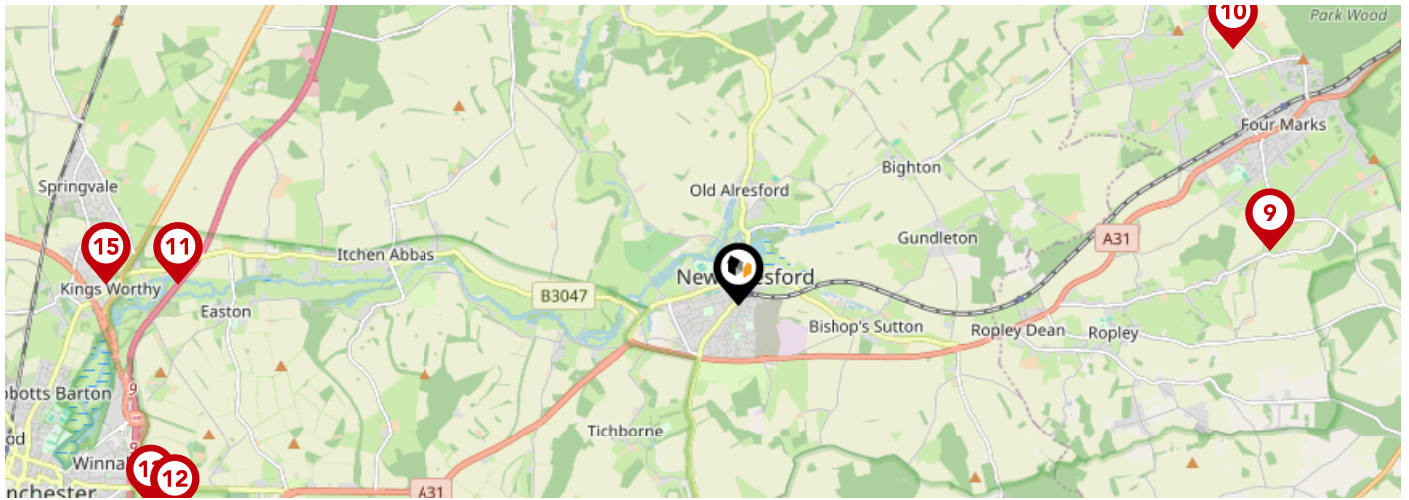 10
Park Wood
Four Marks
Bighton
Springvale
Old Alresford
9
A31
Gundleton
15
11
Itchen Abbas
Kings Worthy
B3047
Easton
Bishop's Sutton
Ropley Dean
Ropley
9
Tichborne
12
A31